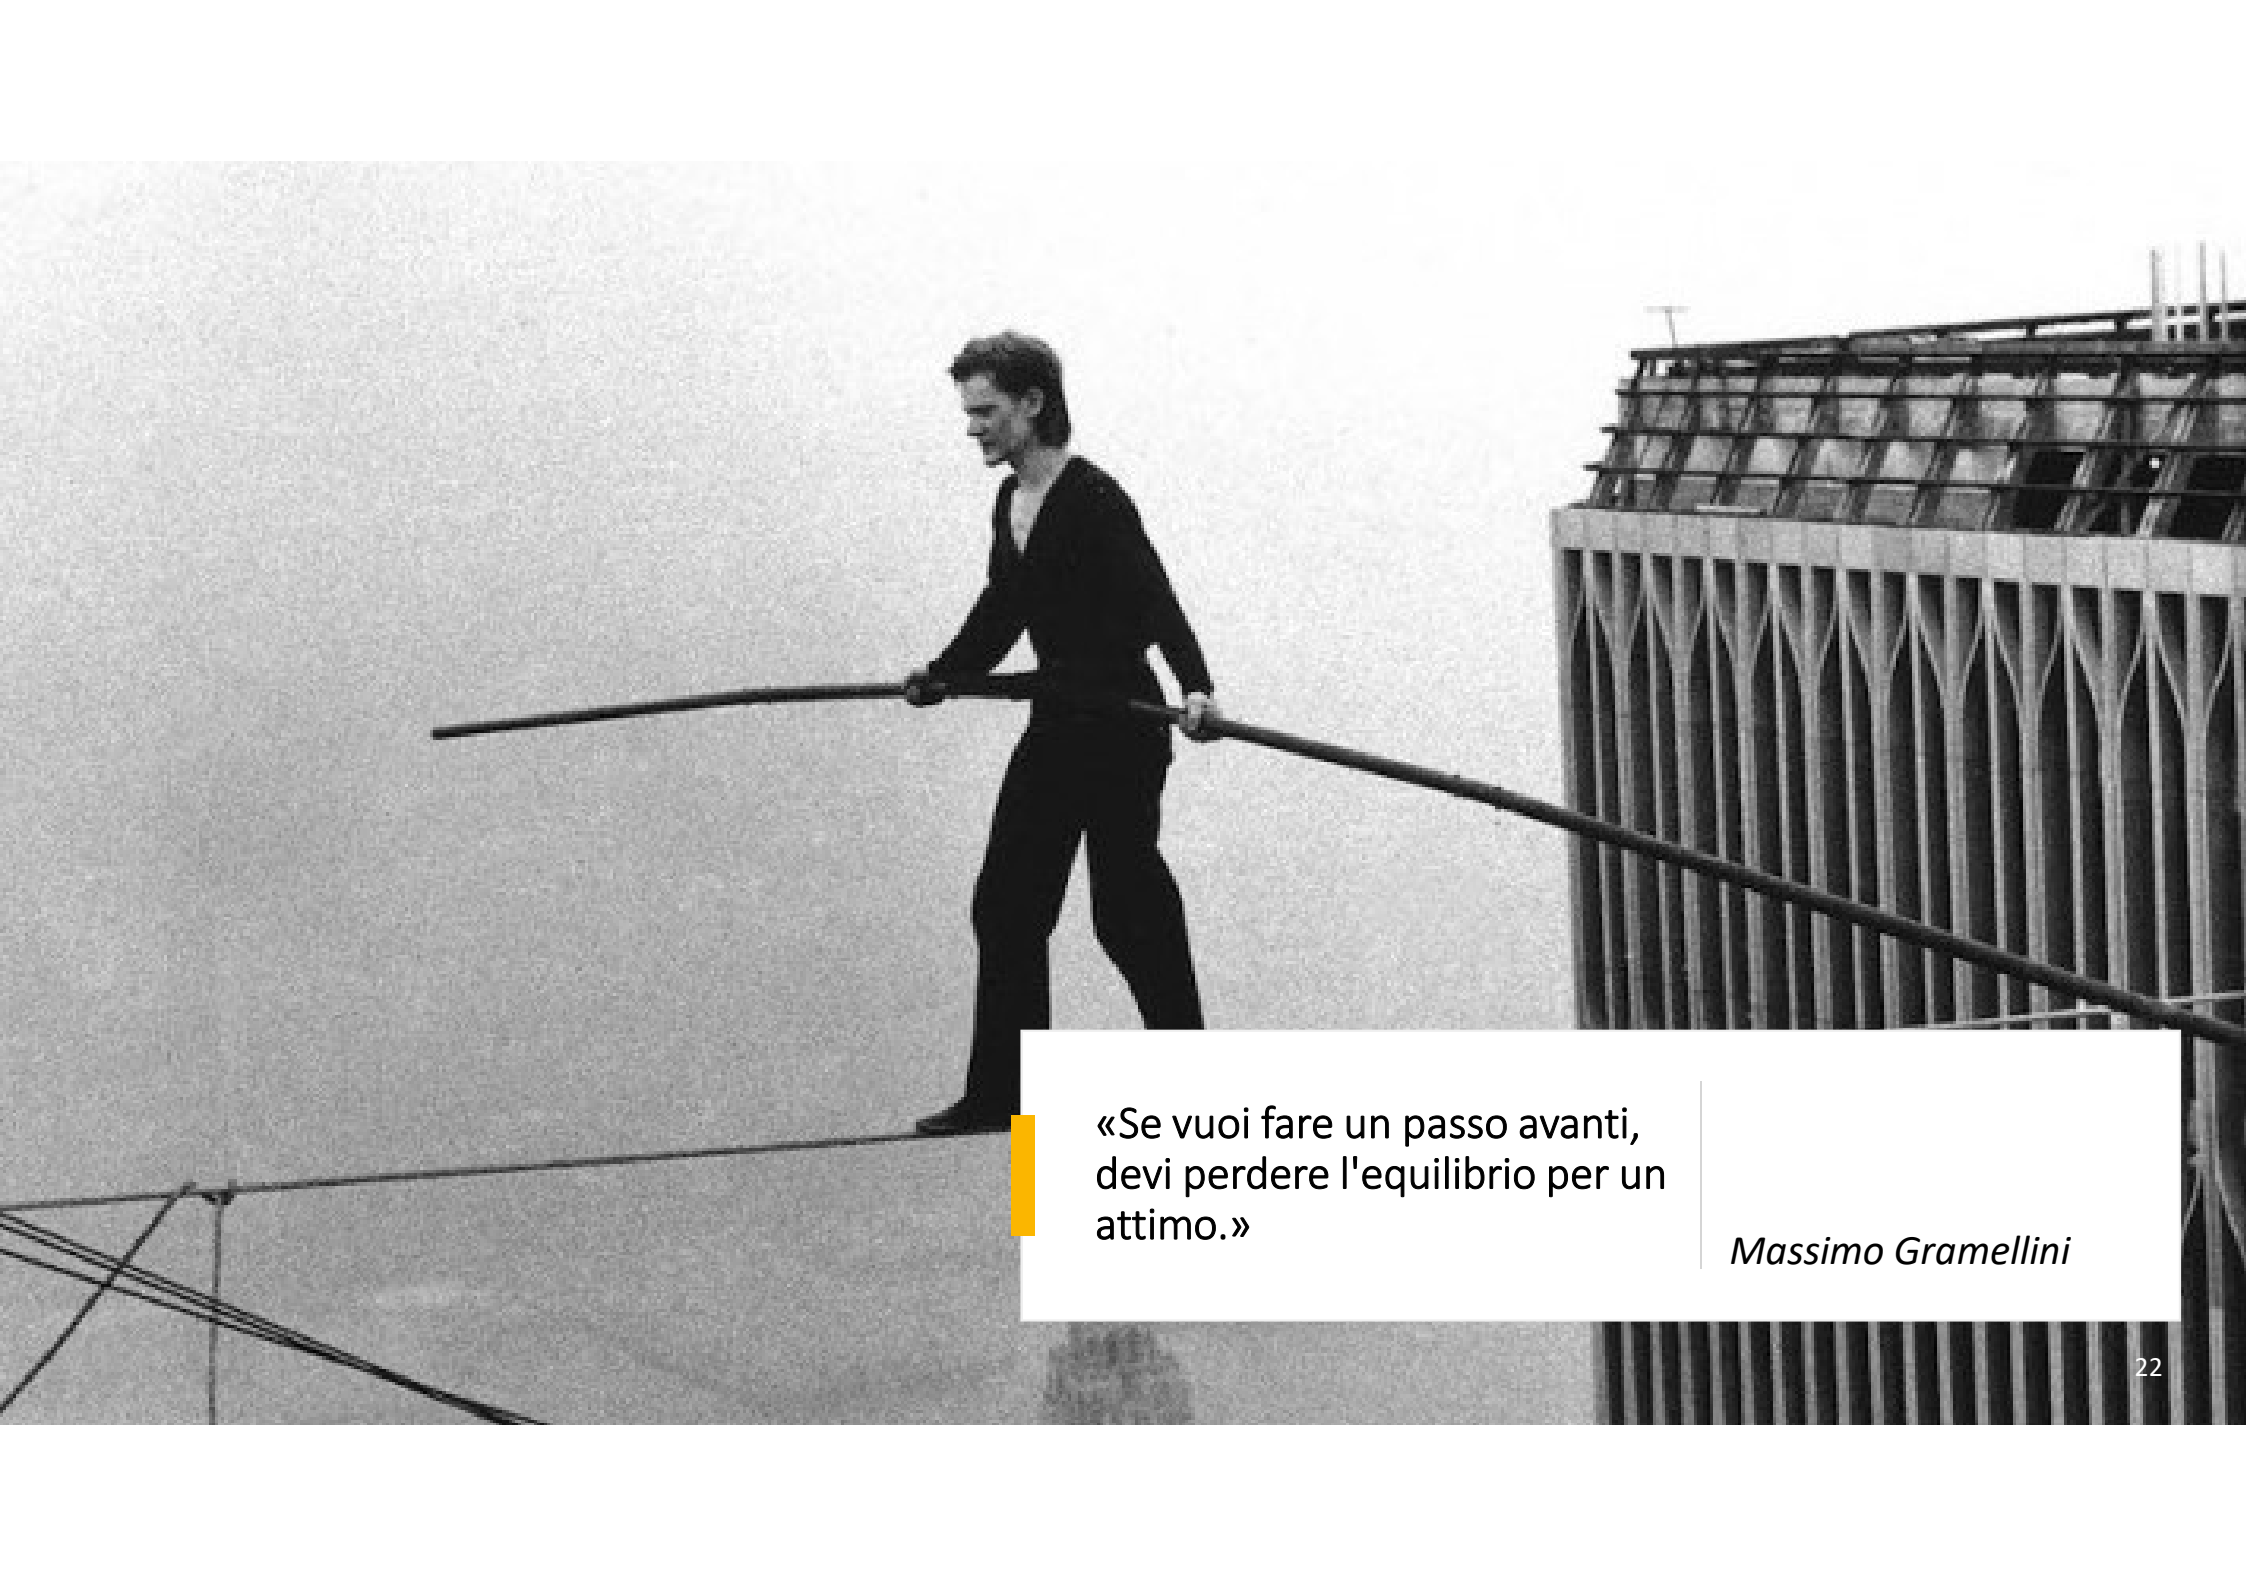 «Se vuoi fare un passo avanti,
devi perdere l'equilibrio per un
attimo.»
Massimo Gramellini
22